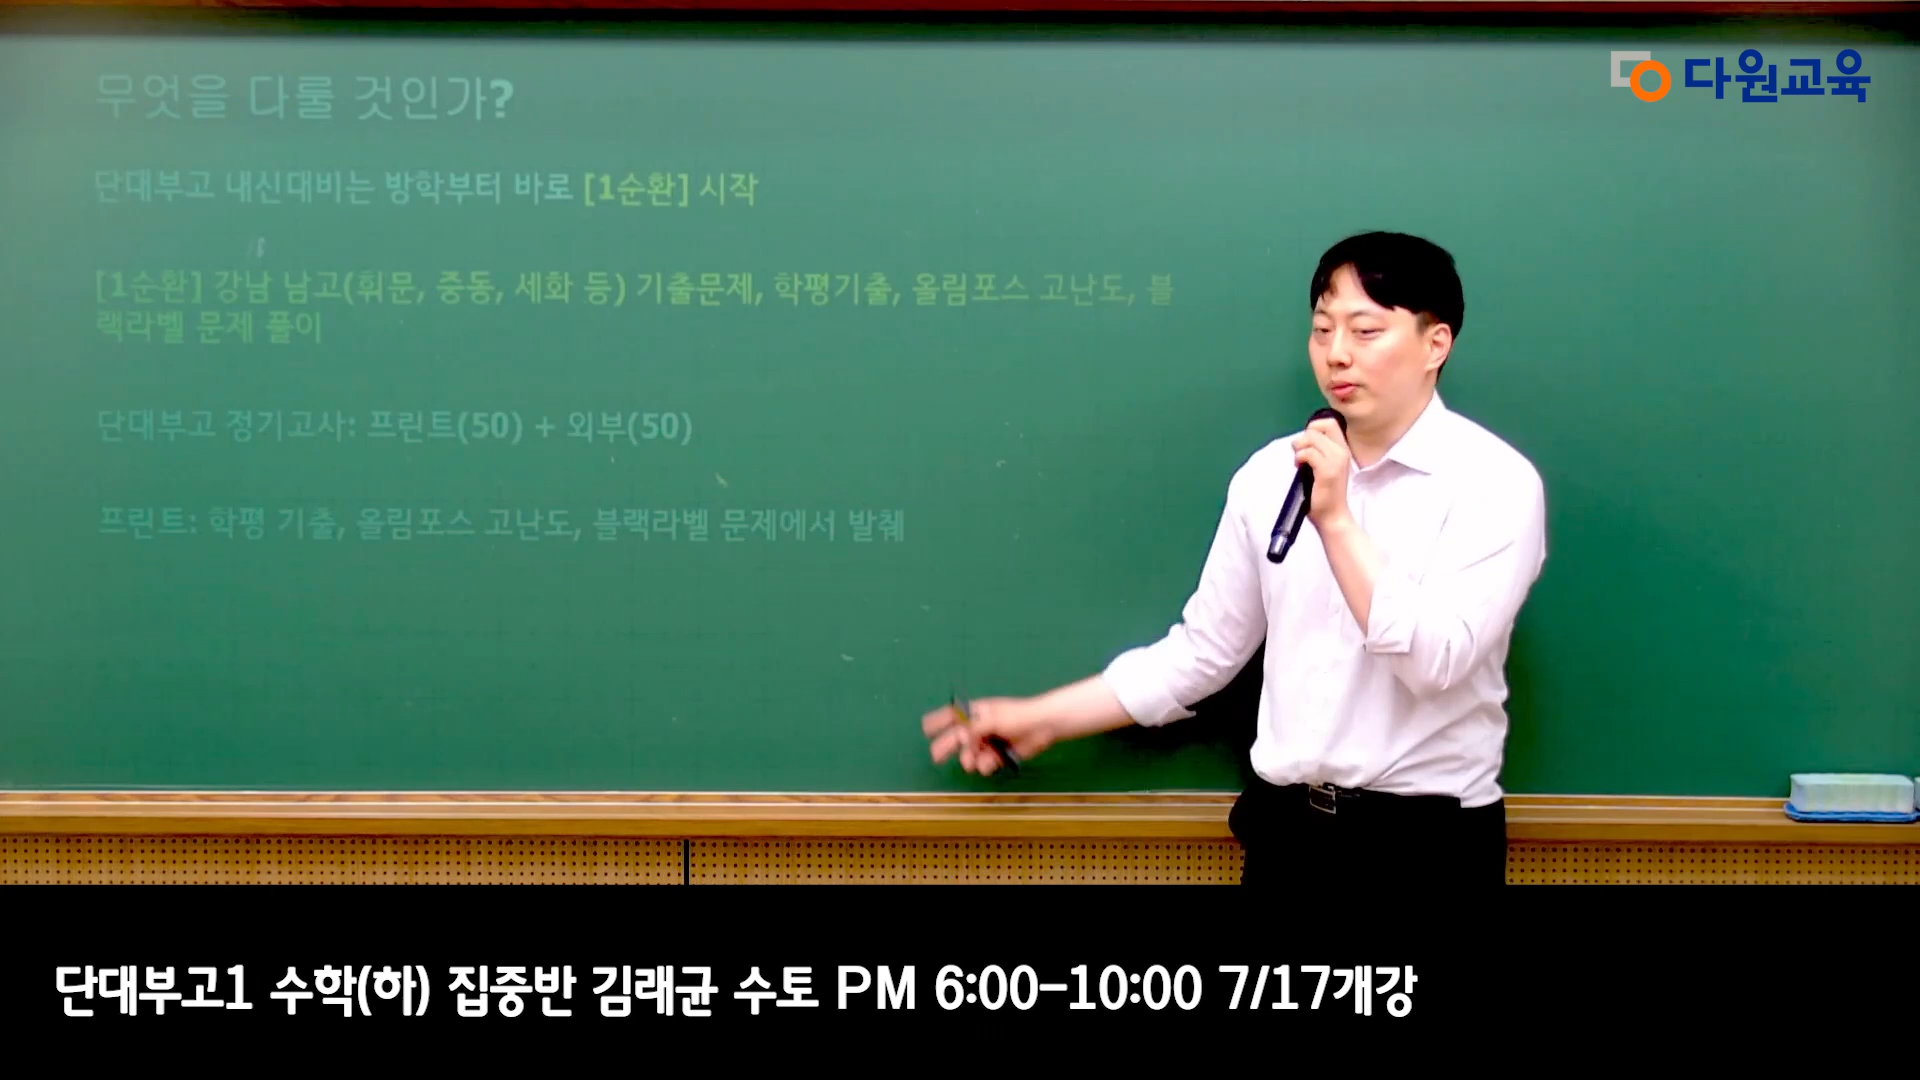 다원교육
무엇을 다룰 것인가?
단대부고 내신대비는 방학부터 바로 [1순환] 시작
[1순환] 강남 남고(휘문, 중동, 세화 등) 기출문제, 학평기출, 올림포스 고난도, 블
랙라벨 문제 풀이
단대부고 정기고사: 프린트(50) + 외부(50)
프린트: 학평 기출, 올림포스 고난도, 블랙라벨 문제에서 발췌
단대부고1 수학(하) 집중반 김래균 수토 PM 6:00-10:00 7/17개강